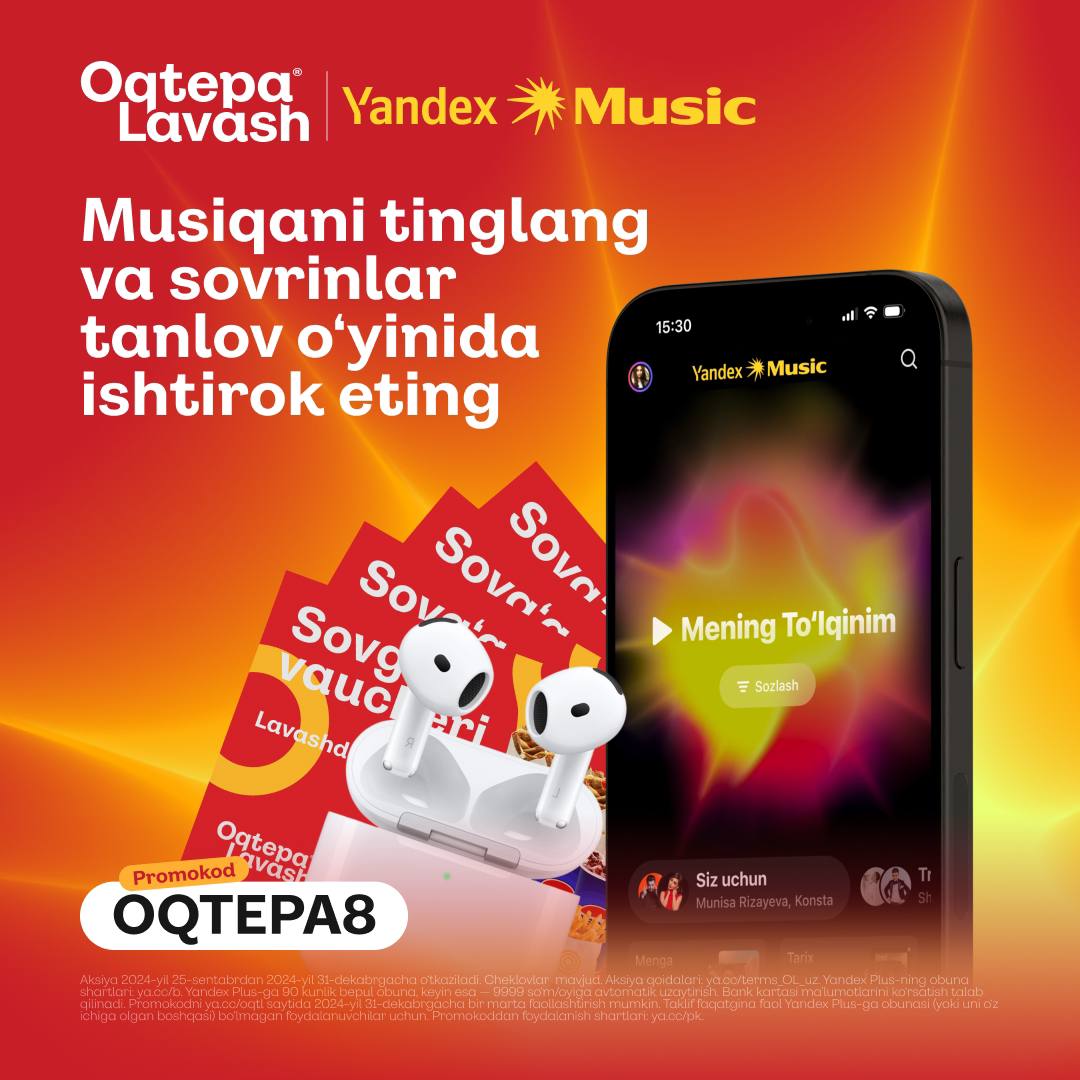 Oqtepa®
Lavash
Yandex Music
Musiqani tinglang
va sovrinlar
tanlov o‘yinida
ishtirok eting
15:30
Yandex Music
Mening To‘lqinim
Sozlash
Siz uchun
Munisa Rizayeva, Konsta
Menga
Tarix
Sovg‘a
Sovg‘a
Sovg
vaucheri
Lavashd
Oqtepa
Lavash
Promokod
OQTEPA8
Aksiya 2024-yil 25-sentabrdan 2024-yil 31-dekabrgacha o‘tkaziladi. Cheklovlar mavjud. Aksiya qoidalari: ya.cc/terms_OL_uz. Yandex Plus-ning obuna
shartlari: ya.cc/b. Yandex Plus-ga 90 kunlik bepul obuna, keyin esa — 9999 so‘m/oyiga avtomatik uzaytirish. Bank kartasi ma’lumotlarini ko‘rsatish talab
qilinadi. Promokodni ya.cc/oqtl saytida 2024-yil 31-dekabrgacha bir marta faollashtirish mumkin. Taklif faqatgina faol Yandex Plus-ga obunasi (yoki uni o‘z
ichiga olgan boshqasi) bo‘lmagan foydalanuvchilar uchun. Promokoddan foydalanish shartlari: ya.cc/pk.